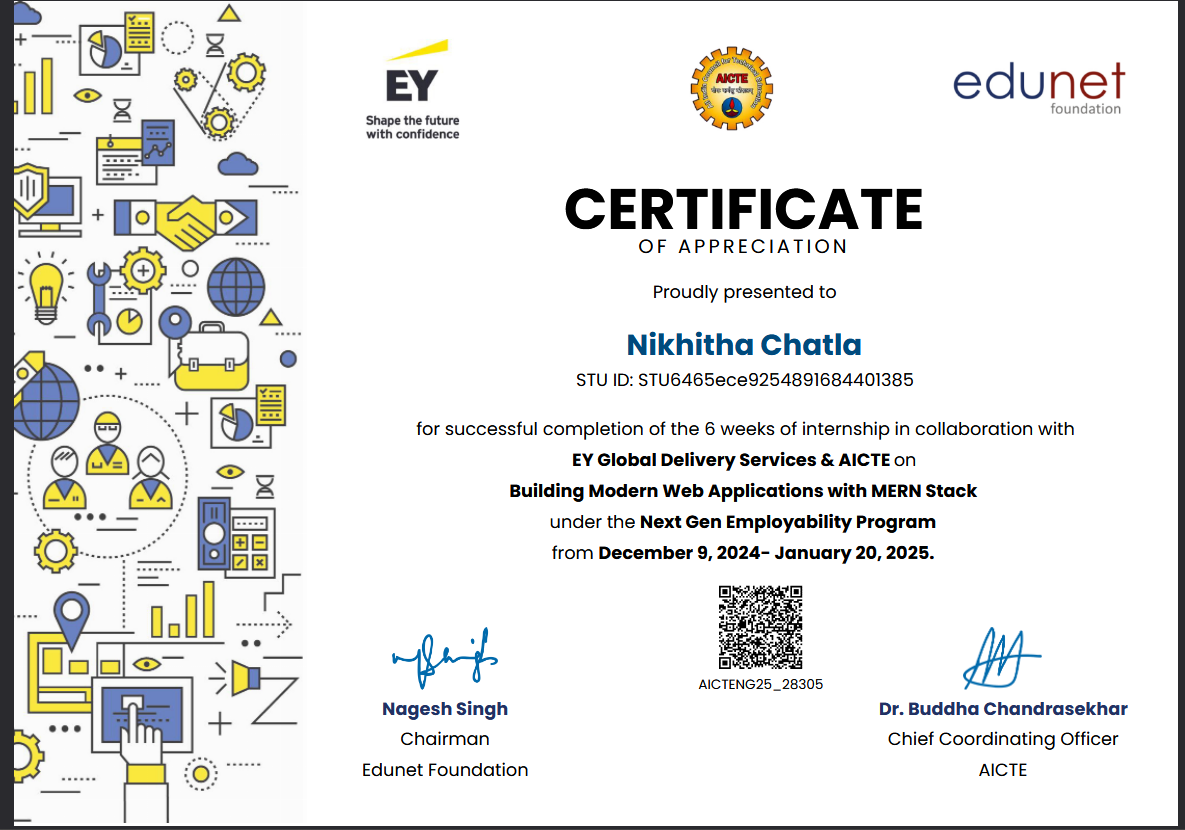 EY
Shape the future
with confidence
AICTE
edunet
foundation
CERTIFICATE
OF APPRECIATION
Proudly presented to
Nikhitha Chatla
STU ID: STU6465ece9254891684401385
for successful completion of the 6 weeks of internship in collaboration with
EY Global Delivery Services & AICTE on
Building Modern Web Applications with MERN Stack
under the Next Gen Employability Program
from December 9, 2024- January 20, 2025.
AICTENG25_28305
Nagesh Singh
Chairman
Edunet Foundation
Dr. Buddha Chandrasekhar
Chief Coordinating Officer
AICTE